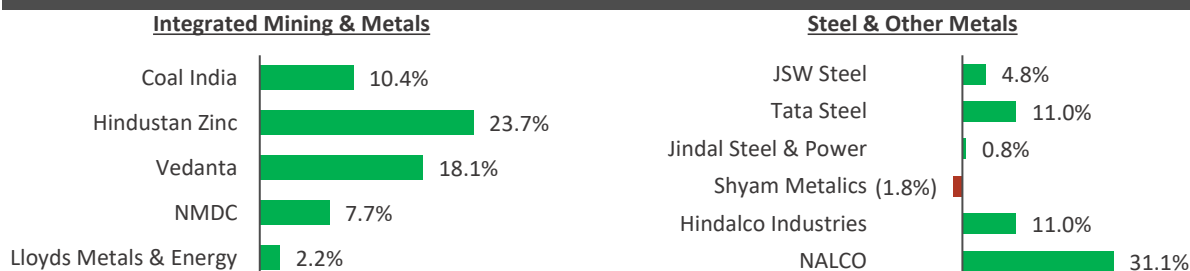 Integrated Mining & Metals
Coal India 10.4%
Hindustan Zinc 23.7%
Vedanta 18.1%
NMDC 7.7%
Lloyds Metals & Energy 2.2%
Steel & Other Metals
JSW Steel 4.8%
Tata Steel 11.0%
Jindal Steel & Power 0.8%
Shyam Metalics (1.8%)
Hindalco Industries 11.0%
NALCO 31.1%